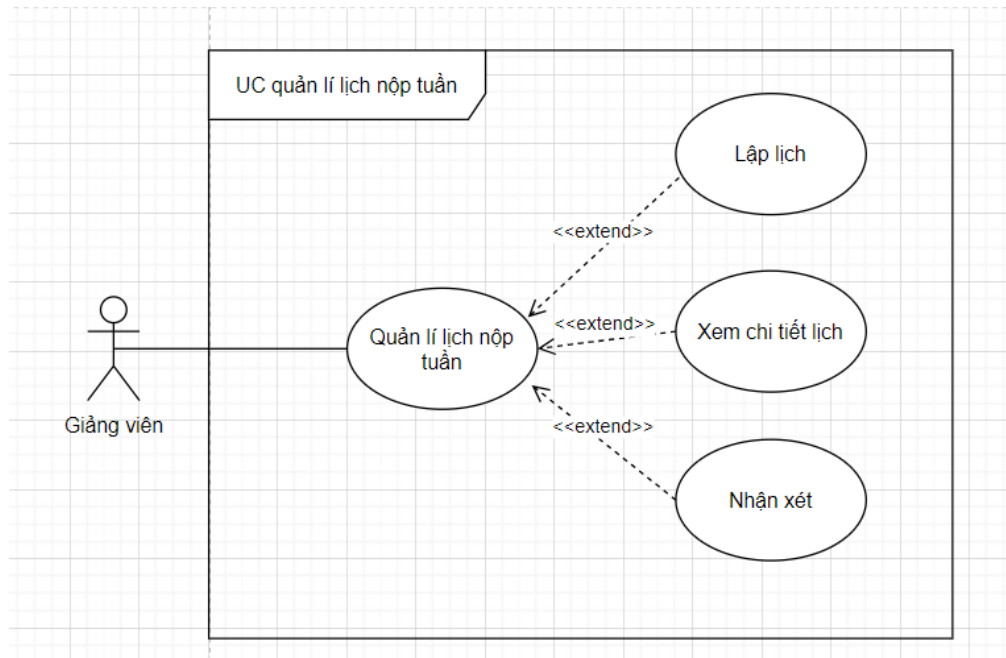 UC quản lí lịch nộp tuần
Lập lịch
<<extend>>
<<extend>>
Xem chi tiết lịch
Quản lí lịch nộp
tuần
Giảng viên
<<extend>>
Nhận xét